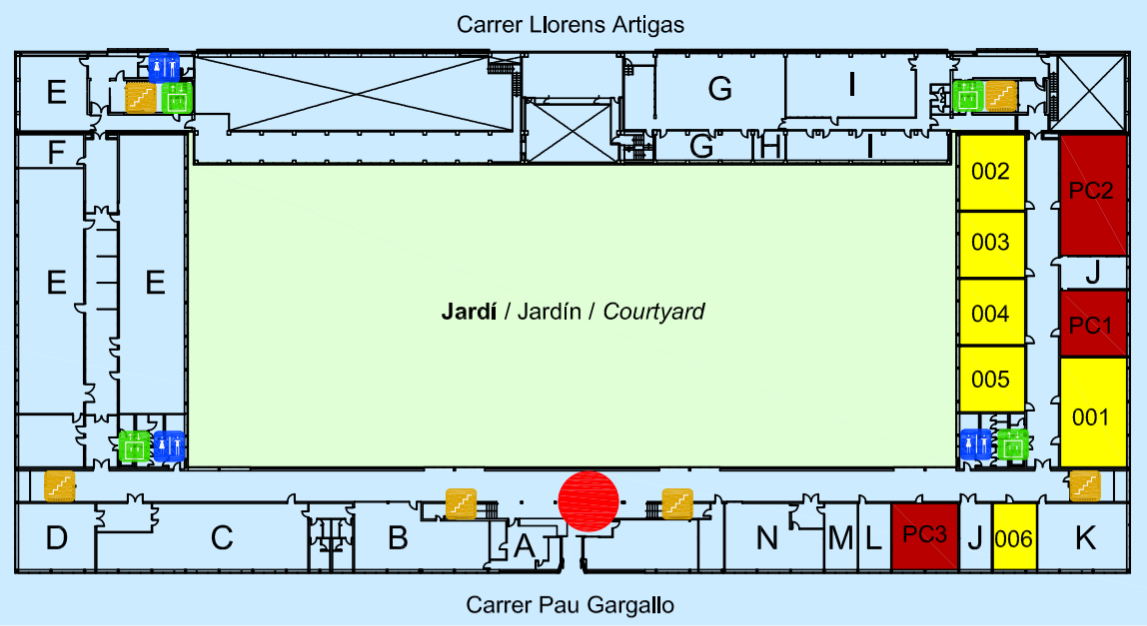 Carrer Llorens Artigas
E
G
I
F
G
H
I
002
PC2
003
J
E
E
Jardí / Jardín / Courtyard
004
PC1
005
001
D
C
B
A
N
M
L
PC3
J
006
K
Carrer Pau Gargallo